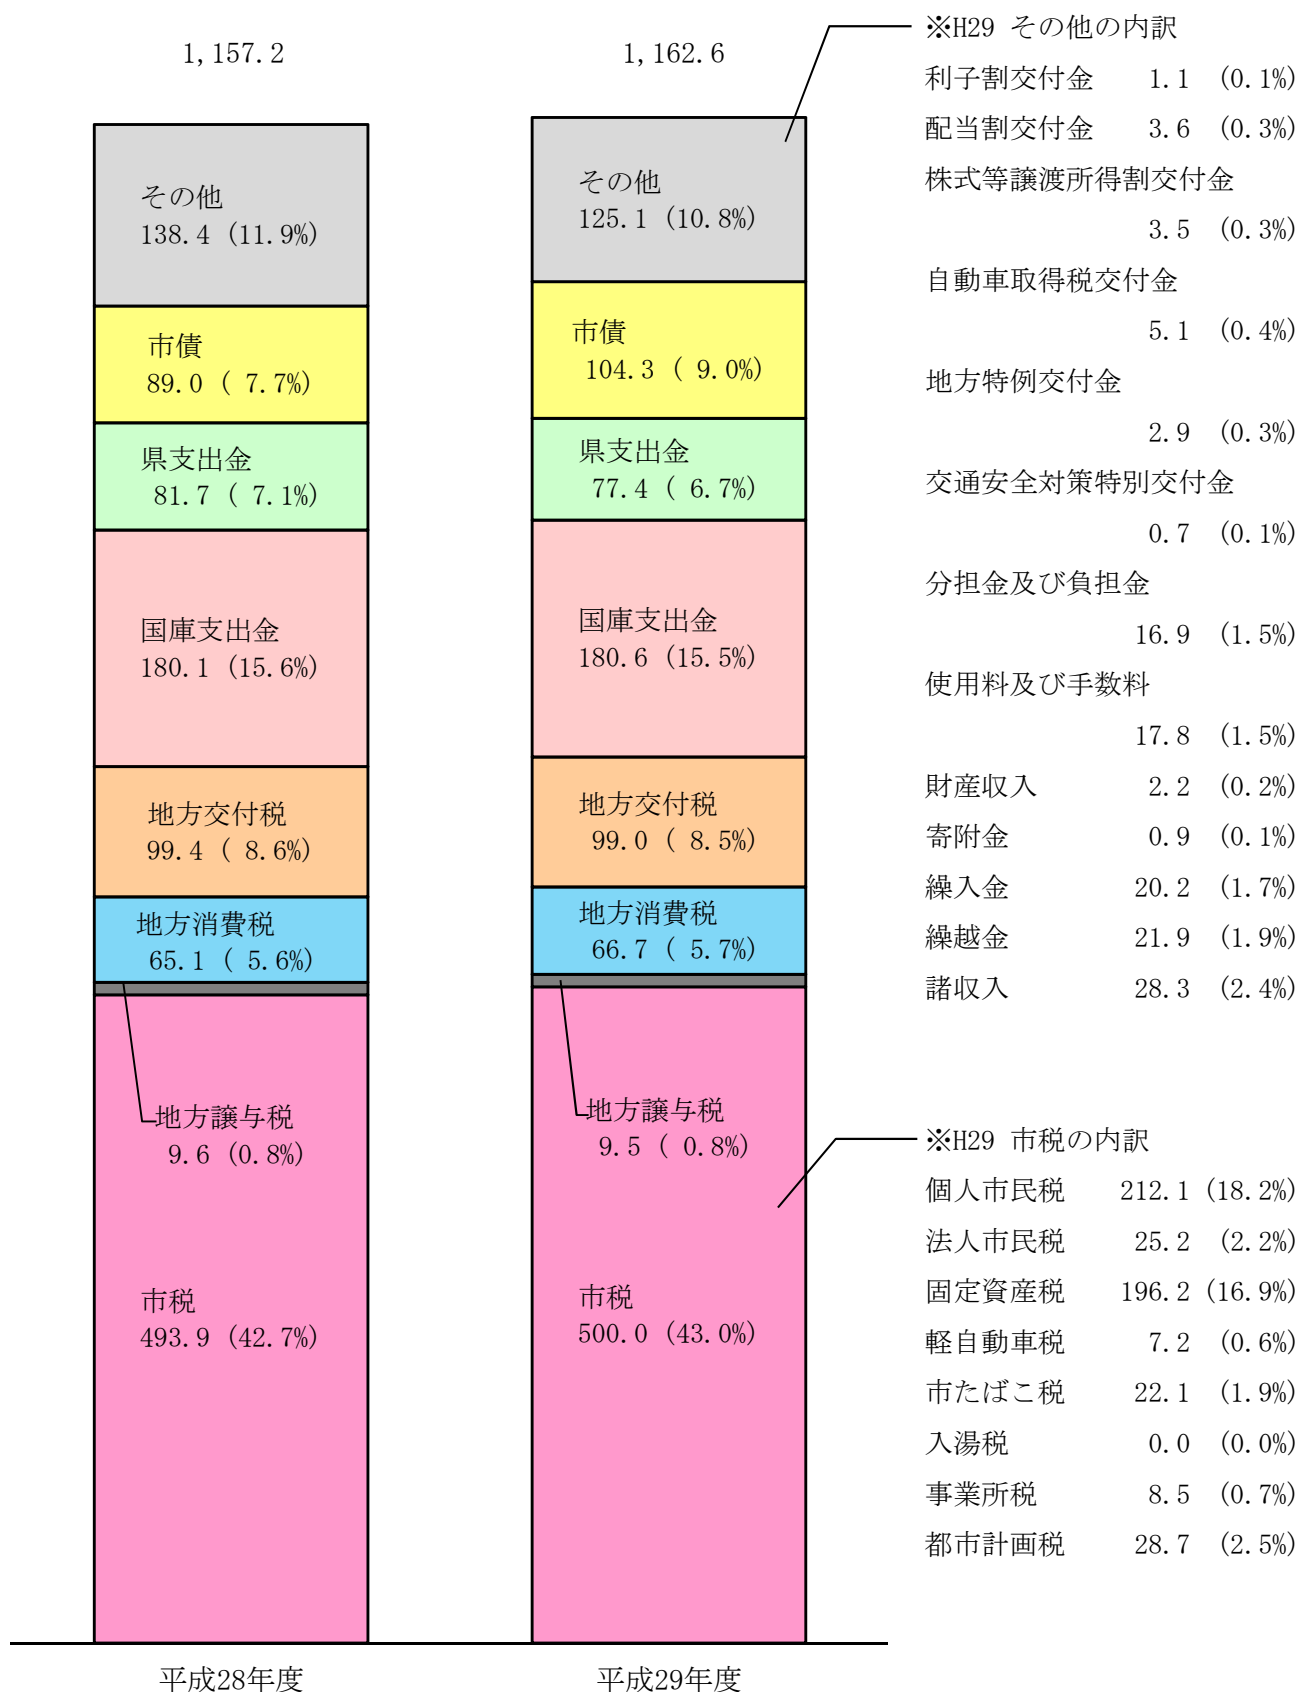 1,157.2
その他
138.4 (11.9%)
市債
89.0 ( 7.7%)
県支出金
81.7 ( 7.1%)
国庫支出金
180.1 (15.6%)
地方交付税
99.4 ( 8.6%)
地方消費税
65.1 ( 5.6%)
地方譲与税
9.6 (0.8%)
市税
493.9 (42.7%)
平成28年度
1,162.6
その他
125.1 (10.8%)
市債
104.3 ( 9.0%)
県支出金
77.4 ( 6.7%)
国庫支出金
180.6 (15.5%)
地方交付税
99.0 ( 8.5%)
地方消費税
66.7 ( 5.7%)
地方譲与税
9.5 ( 0.8%)
市税
500.0 (43.0%)
平成29年度
※H29 その他の内訳
利子割交付金 1.1 (0.1%)
配当割交付金 3.6 (0.3%)
株式等譲渡所得割交付金
3.5 (0.3%)
自動車取得税交付金
5.1 (0.4%)
地方特例交付金
2.9 (0.3%)
交通安全対策特別交付金
0.7 (0.1%)
分担金及び負担金
16.9 (1.5%)
使用料及び手数料
17.8 (1.5%)
財産収入 2.2 (0.2%)
寄附金 0.9 (0.1%)
繰入金 20.2 (1.7%)
繰越金 21.9 (1.9%)
諸収入 28.3 (2.4%)
※H29 市税の内訳
個人市民税 212.1 (18.2%)
法人市民税 25.2 (2.2%)
固定資産税 196.2 (16.9%)
軽自動車税 7.2 (0.6%)
市たばこ税 22.1 (1.9%)
入湯税 0.0 (0.0%)
事業所税 8.5 (0.7%)
都市計画税 28.7 (2.5%)